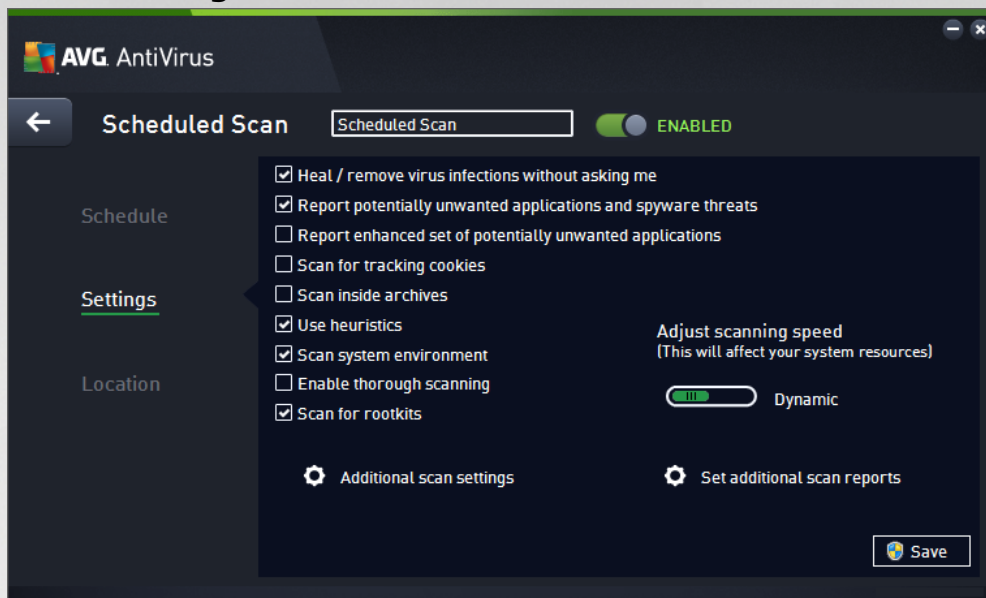 AVG. AntiVirus
Scheduled Scan
Scheduled Scan
ENABLED
Schedule
Settings
Location
Heal / remove virus infections without asking me
Report potentially unwanted applications and spyware threats
Report enhanced set of potentially unwanted applications
Scan for tracking cookies
Scan inside archives
Use heuristics
Scan system environment
Enable thorough scanning
Scan for rootkits
Adjust scanning speed
(This will affect your system resources)
Dynamic
Additional scan settings
Set additional scan reports
Save